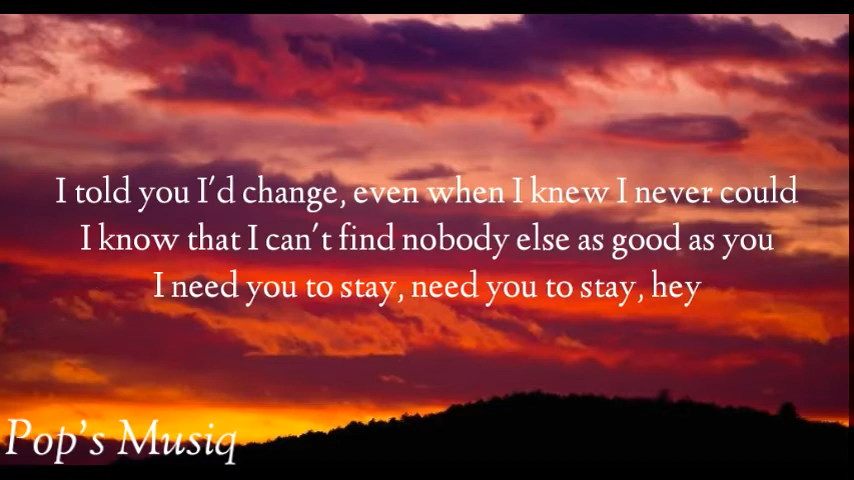 I told you I'd change, even when I knew I never could
I know that I can't find nobody else as good as you
I need you to stay, need you to stay, hey
Pop's Musiq